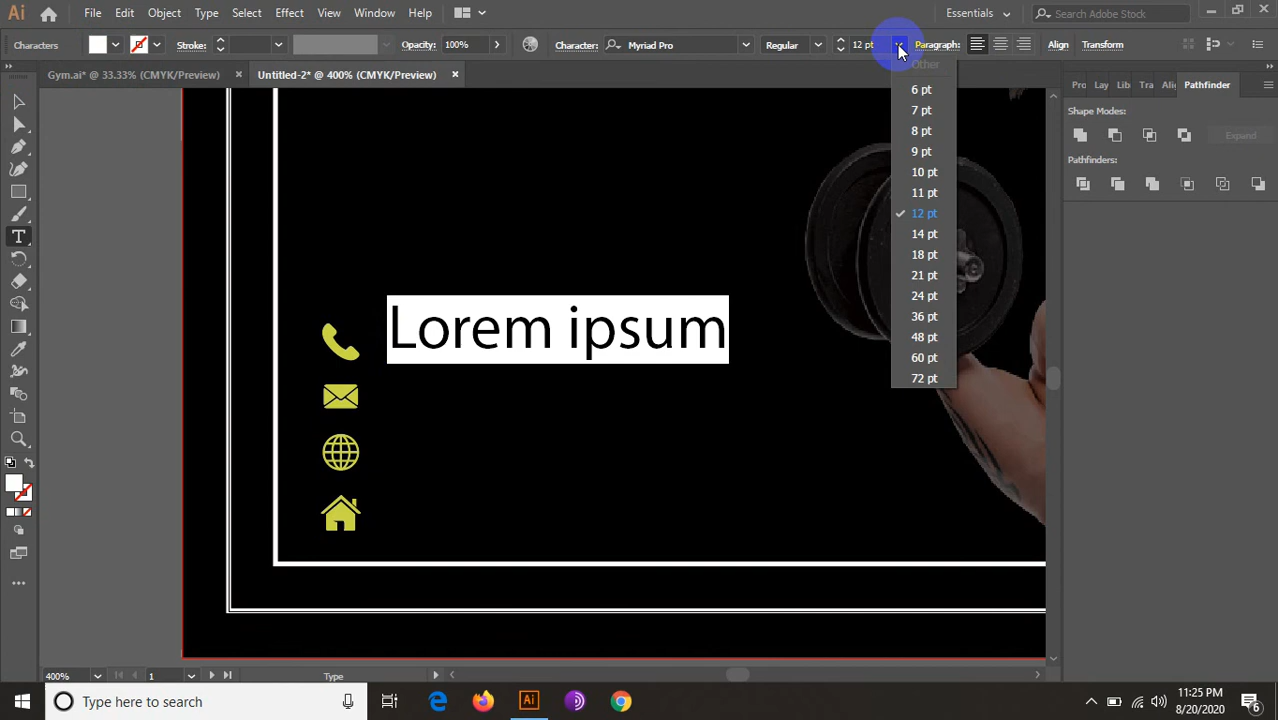 Ai File Edit Object Type Select Effect View Window Help Essentials Search Adobe Stock
Characters Stroke: Opacity: 100% Character: Myriad Pro Regular 12 pt Paragraph: Align Transform
Gym.ai* @ 33.33% (CMYK/Preview) × Untitled-2* @ 400% (CMYK/Preview) ×
Pro Lay Lib Tra Ali Pathfinder
Shape Modes:
Expand
Pathfinders:
Other
6 pt
7 pt
8 pt
9 pt
10 pt
11 pt
12 pt
14 pt
18 pt
21 pt
24 pt
36 pt
48 pt
60 pt
72 pt
Lorem ipsum
400% 1 Type
Type here to search
Ai
11:25 PM
8/20/2020
6